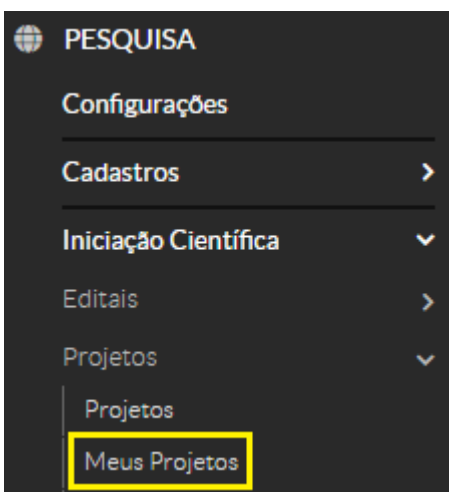 PESQUISA
Configurações
Cadastros
Iniciação Científica
Editais
Projetos
Projetos
Meus Projetos